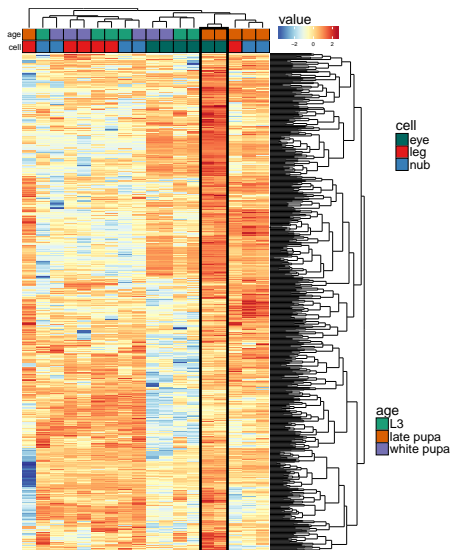 value
-2 0 2
age
cell
cell
eye
leg
nub
age
L3
late pupa
white pupa